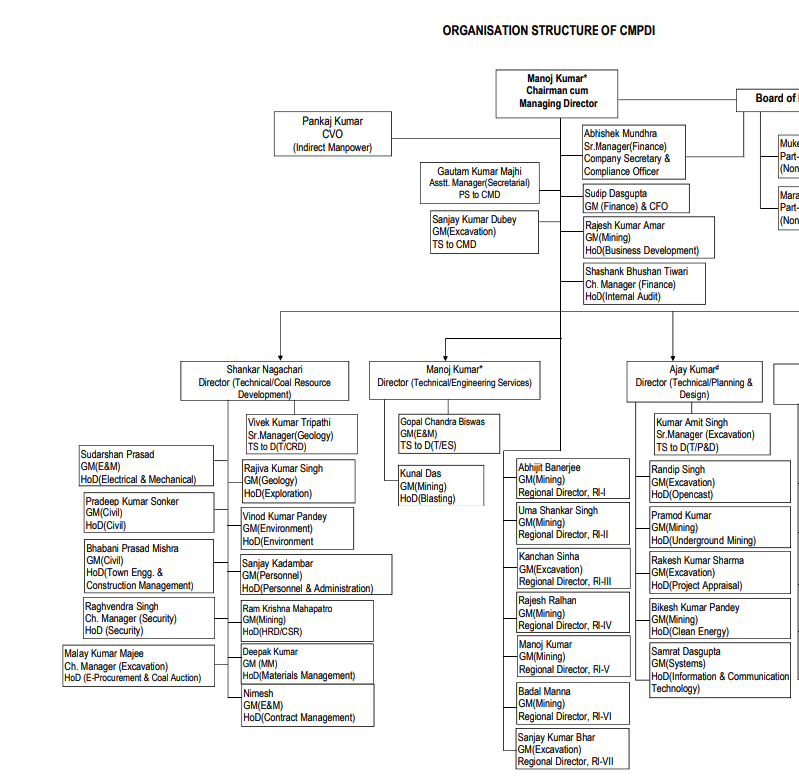 ORGANISATION STRUCTURE OF CMPDI
Manoj Kumar*
Chairman cum
Managing Director
Board of
Pankaj Kumar
CVO
(Indirect Manpower)
Abhishek Mundhra
Sr.Manager(Finance)
Company Secretary &
Compliance Officer
Muke
Part-
(Non
Gautam Kumar Majhi
Asstt. Manager(Secretarial)
PS to CMD
Sudip Dasgupta
GM (Finance) & CFO
Mara
Part-
(Non
Sanjay Kumar Dubey
GM(Excavation)
TS to CMD
Rajesh Kumar Amar
GM(Mining)
HoD(Business Development)
Shashank Bhushan Tiwari
Ch. Manager (Finance)
HoD(Internal Audit)
Shankar Nagachari
Director (Technical/Coal Resource
Development)
Manoj Kumar*
Director (Technical/Engineering Services)
Ajay Kumar#
Director (Technical/Planning &
Design)
Vivek Kumar Tripathi
Sr.Manager(Geology)
TS to D(T/CRD)
Sudarshan Prasad
GM(E&M)
HoD(Electrical & Mechanical)
Rajiva Kumar Singh
GM(Geology)
HoD(Exploration)
Pradeep Kumar Sonker
GM(Civil)
HoD(Civil)
Vinod Kumar Pandey
GM(Environment)
HoD(Environment
Bhabani Prasad Mishra
GM(Civil)
HoD(Town Engg. &
Construction Management)
Sanjay Kadambar
GM(Personnel)
HoD(Personnel & Administration)
Raghvendra Singh
Ch. Manager (Security)
HoD (Security)
Ram Krishna Mahapatro
GM(Mining)
HoD(HRD/CSR)
Malay Kumar Majee
Ch. Manager (Excavation)
HoD (E-Procurement & Coal Auction)
Deepak Kumar
GM (MM)
HoD(Materials Management)
Nimesh
GM(E&M)
HoD(Contract Management)
Gopal Chandra Biswas
GM(E&M)
TS to D(T/ES)
Kunal Das
GM(Mining)
HoD(Blasting)
Abhijit Banerjee
GM(Mining)
Regional Director, RI-I
Uma Shankar Singh
GM(Mining)
Regional Director, RI-II
Kanchan Sinha
GM(Excavation)
Regional Director, RI-III
Rajesh Ralhan
GM(Mining)
Regional Director, RI-IV
Manoj Kumar
GM(Mining)
Regional Director, RI-V
Badal Manna
GM(Mining)
Regional Director, RI-VI
Sanjay Kumar Bhar
GM(Excavation)
Regional Director, RI-VII
Kumar Amit Singh
Sr.Manager (Excavation)
TS to D(T/P&D)
Randip Singh
GM(Excavation)
HoD(Opencast)
Pramod Kumar
GM(Mining)
HoD(Underground Mining)
Rakesh Kumar Sharma
GM(Excavation)
HoD(Project Appraisal)
Bikesh Kumar Pandey
GM(Mining)
HoD(Clean Energy)
Samrat Dasgupta
GM(Systems)
HoD(Information & Communication
Technology)